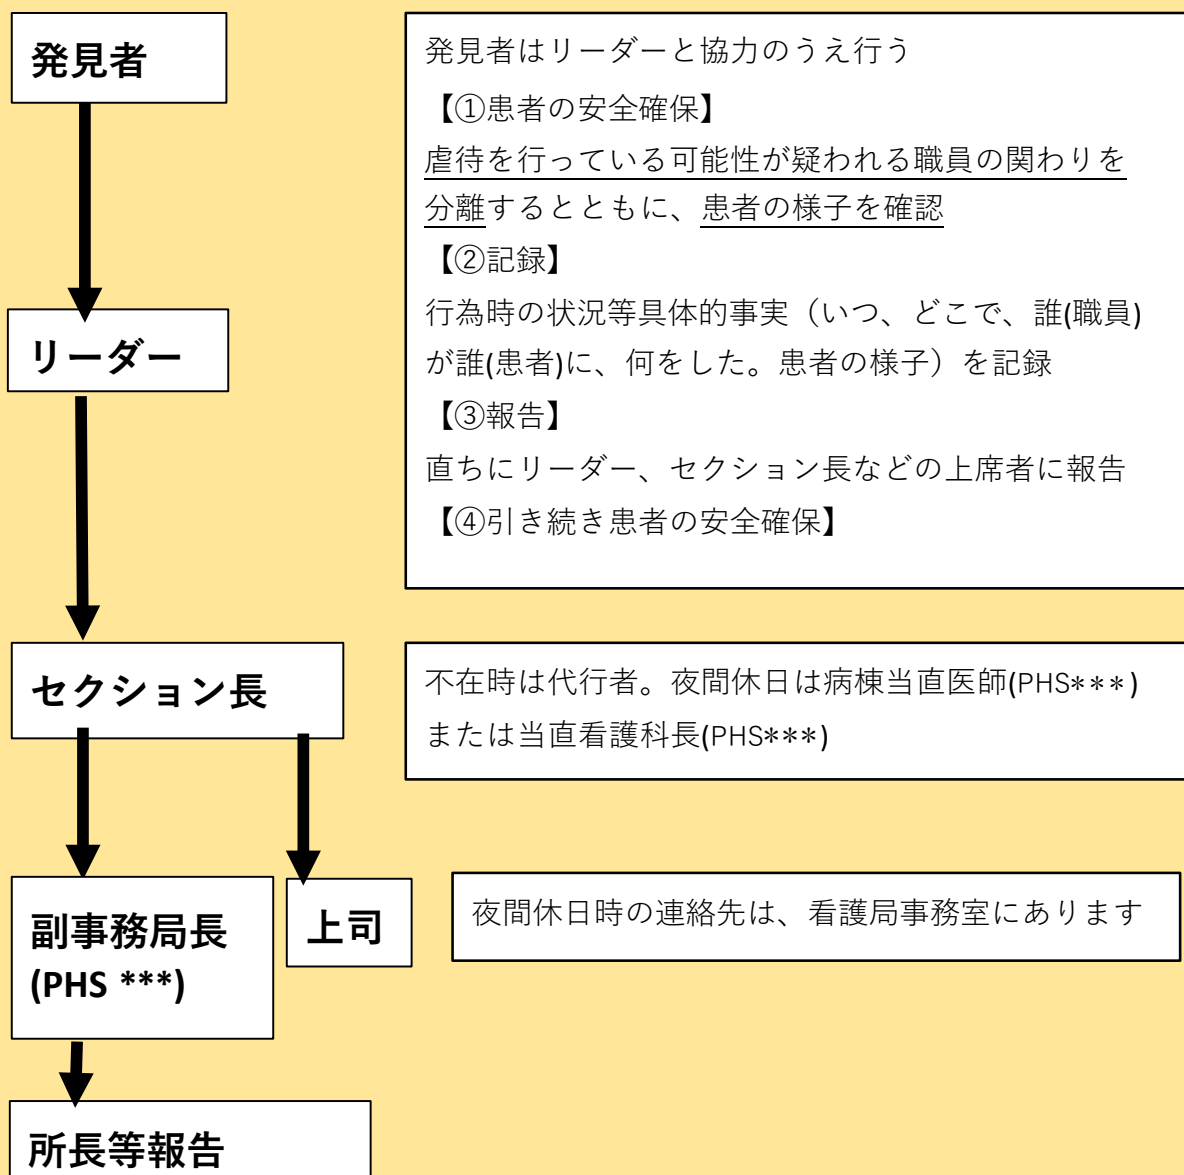 発見者
発見者はリーダーと協力のうえ行う
【①患者の安全確保】
虐待を行っている可能性が疑われる職員の関わりを
分離するとともに、患者の様子を確認
【②記録】
行為時の状況等具体的事実（いつ、どこで、誰(職員)
が誰(患者)に、何をした。患者の様子）を記録
【③報告】
直ちにリーダー、セクション長などの上席者に報告
【④引き続き患者の安全確保】
リーダー
セクション長
不在時は代行者。夜間休日は病棟当直医師(PHS***)
または当直看護科長(PHS***)
副事務局長
(PHS ***)
上司
夜間休日時の連絡先は、看護局事務室にあります
所長等報告